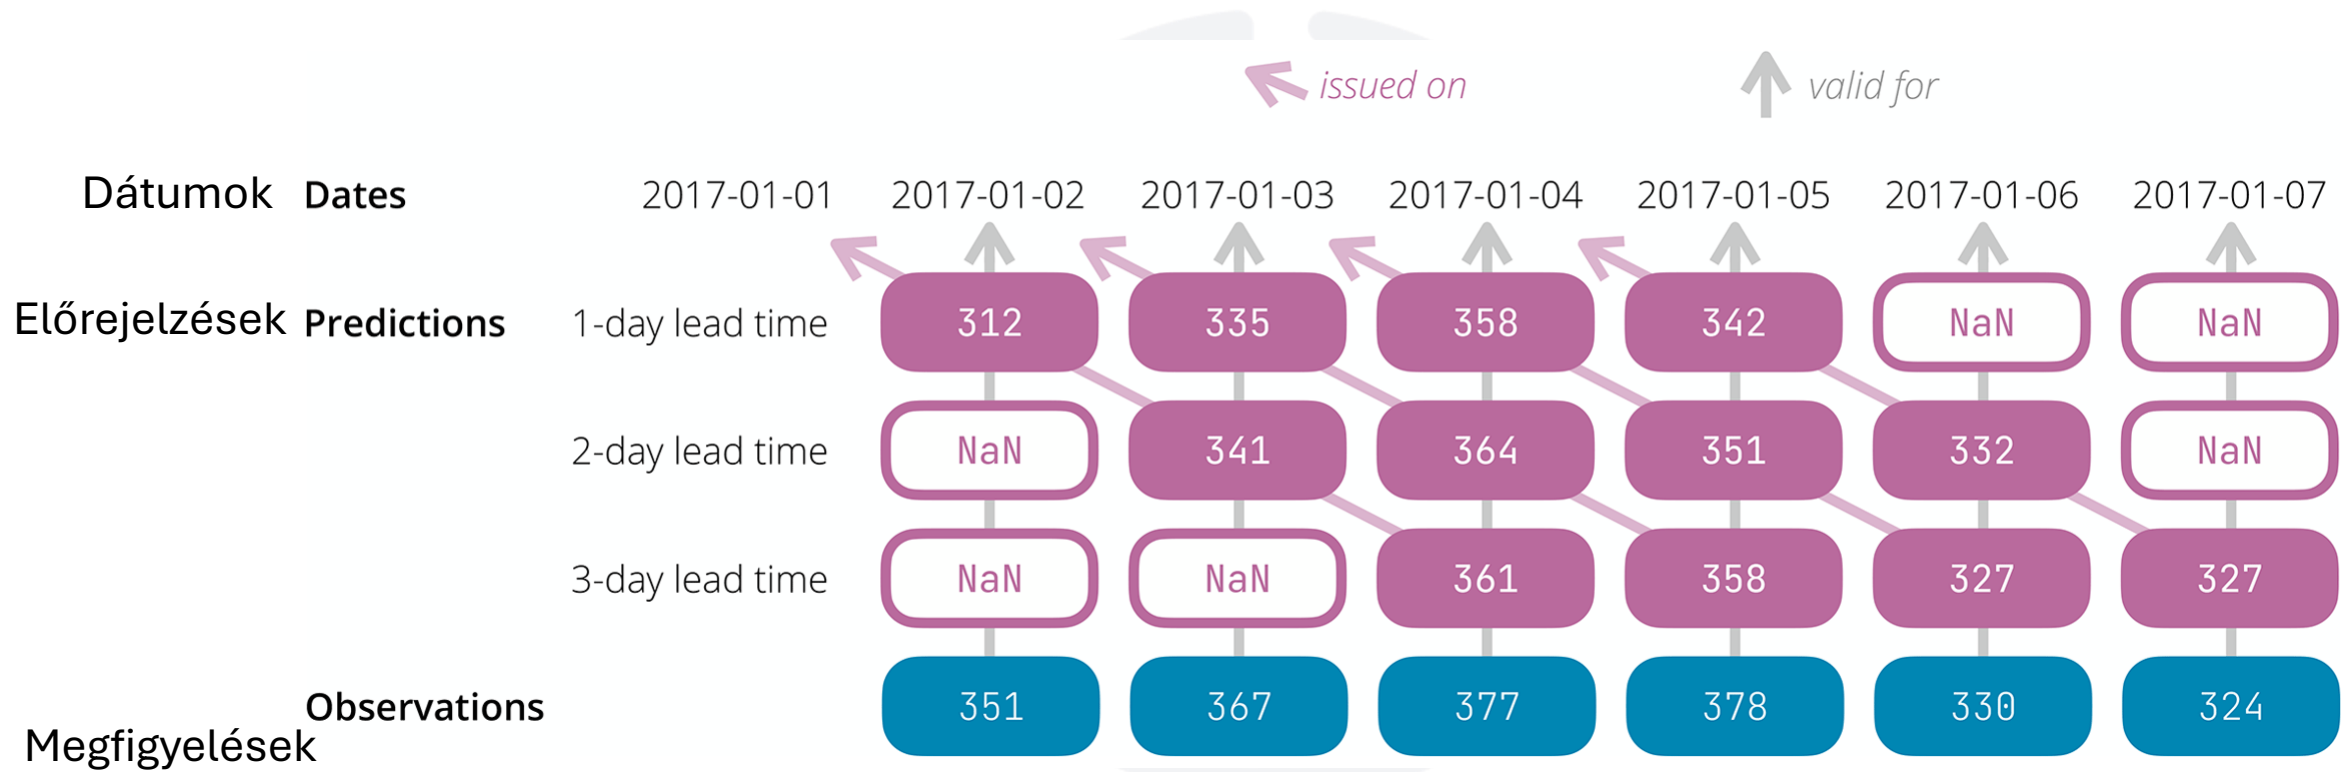 issued on valid for
Dátumok Dates 2017-01-01 2017-01-02 2017-01-03 2017-01-04 2017-01-05 2017-01-06 2017-01-07
Előrejelzések Predictions 1-day lead time 312 335 358 342 NaN NaN
2-day lead time NaN 341 364 351 332 NaN
3-day lead time NaN NaN 361 358 327 327
Observations 351 367 377 378 330 324
Megfigyelések